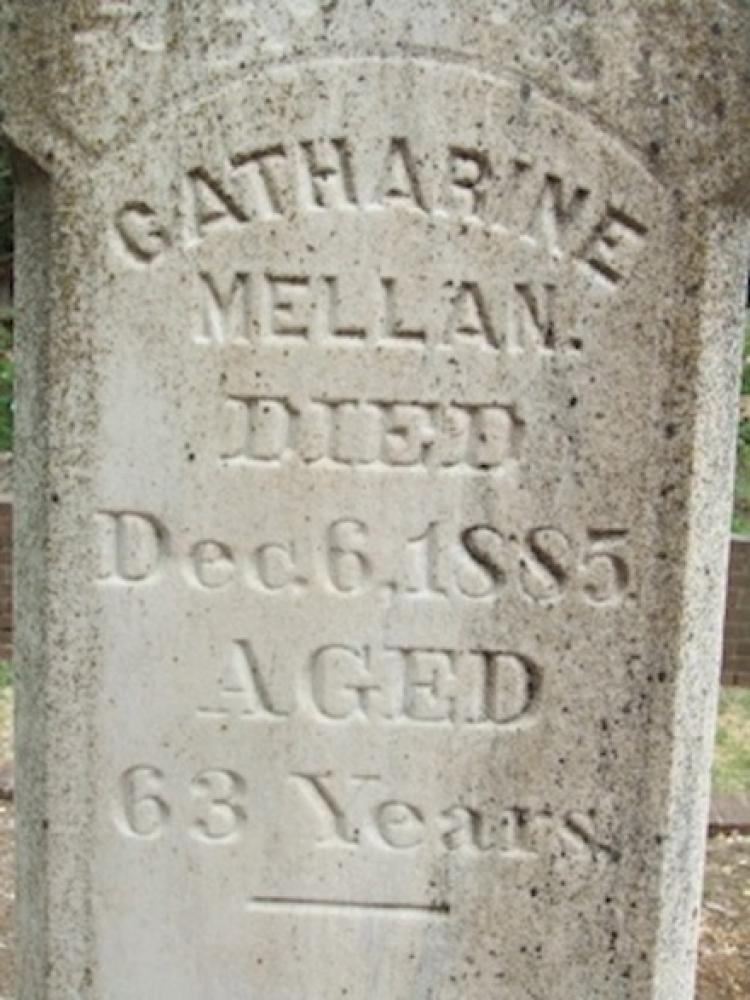 CATHARINE
MELLAN.
DIED
Dec. 6, 1885
AGED
63 Years.